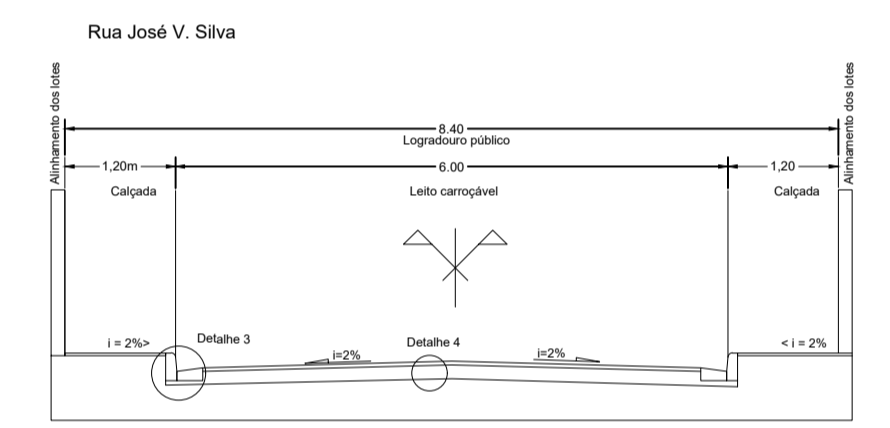 Rua José V. Silva
Alinhamento dos lotes
Alinhamento dos lotes
8.40
Logradouro público
1,20m
6.00
1,20
Calçada
Leito carroçável
Calçada
i = 2%>
Detalhe 3
i=2%
Detalhe 4
i=2%
< i = 2%